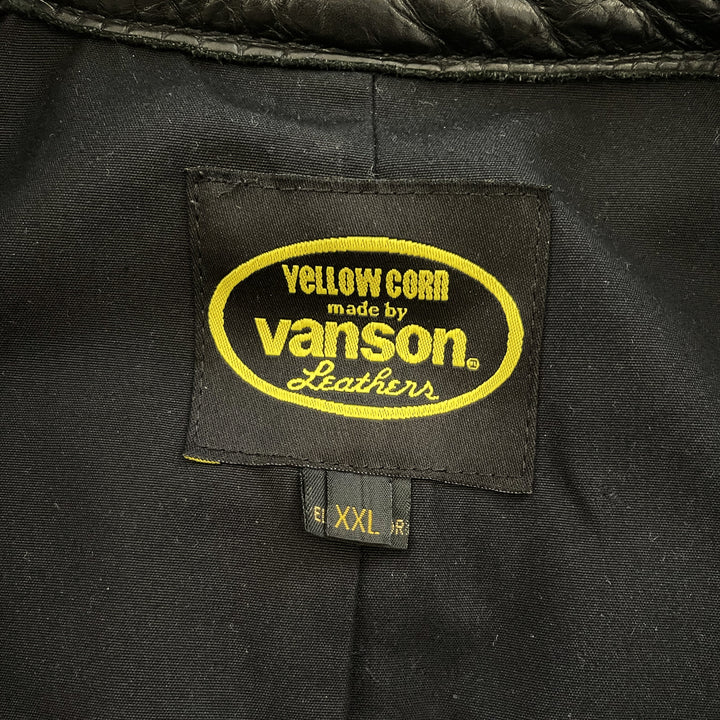 YELLOW CORN
made by
vanson®
Leathers
XXL